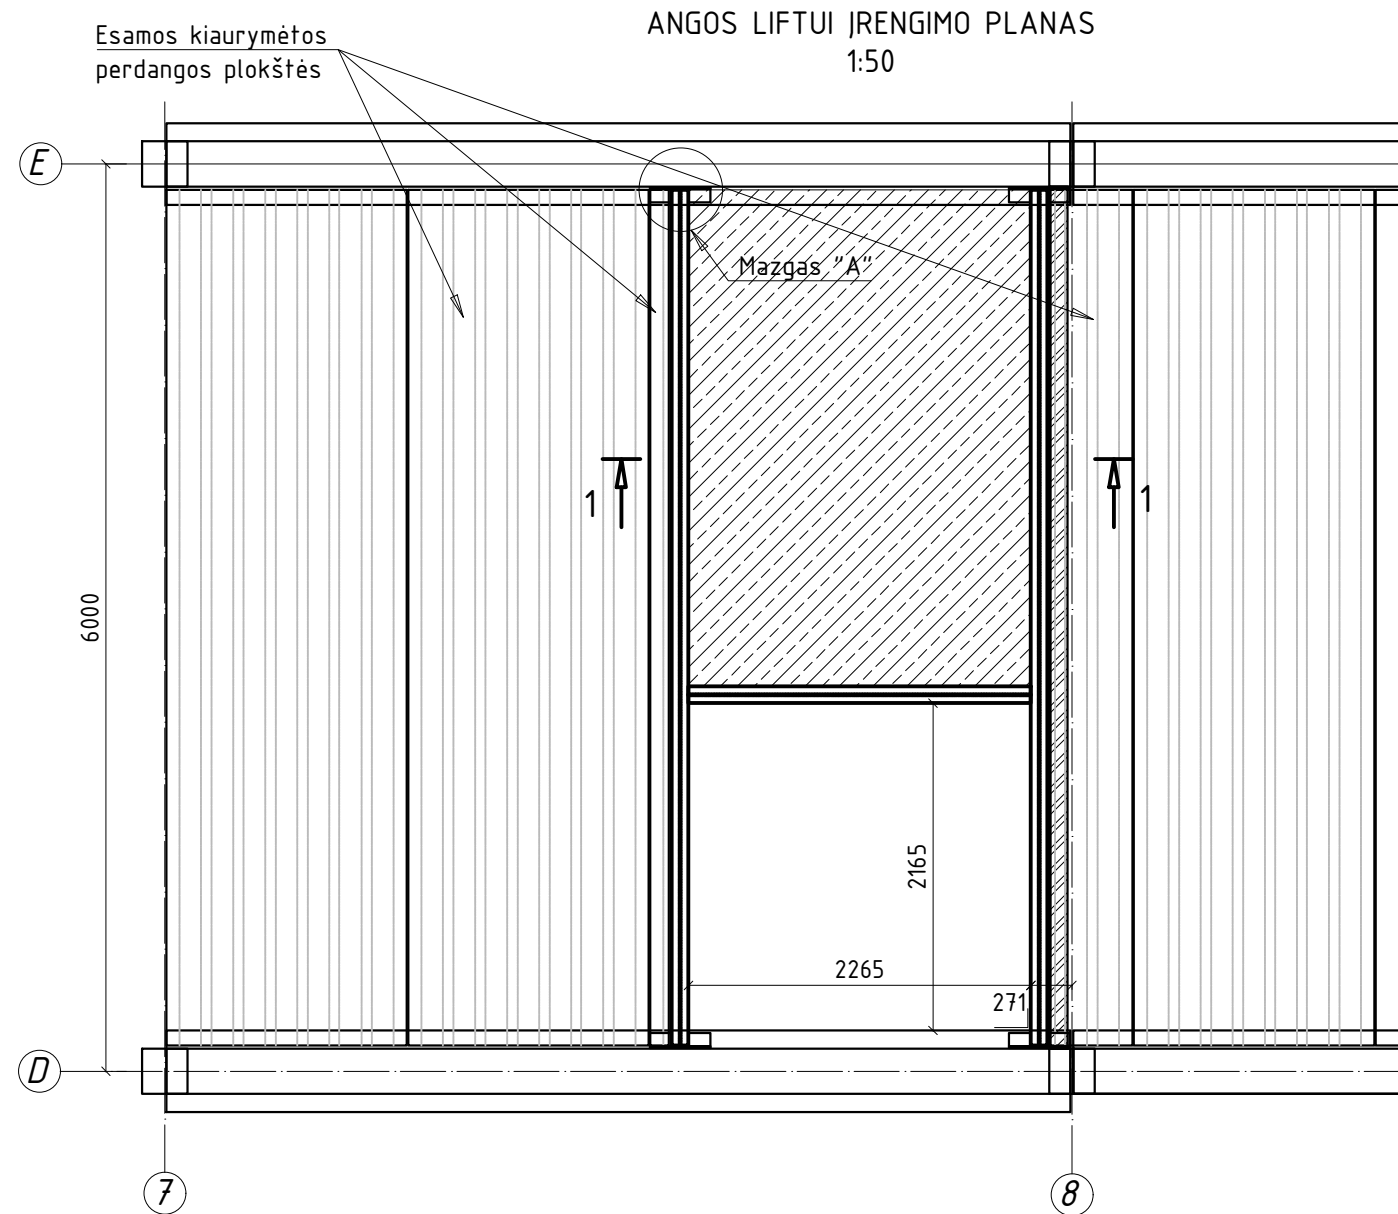 ANGOS LIFTUI ĮRENGIMO PLANAS
1:50
Esamos kiaurymėtos
perdangos plokštės
E
Mazgas "A"
1
1
6000
2165
2265
271
D
7
8